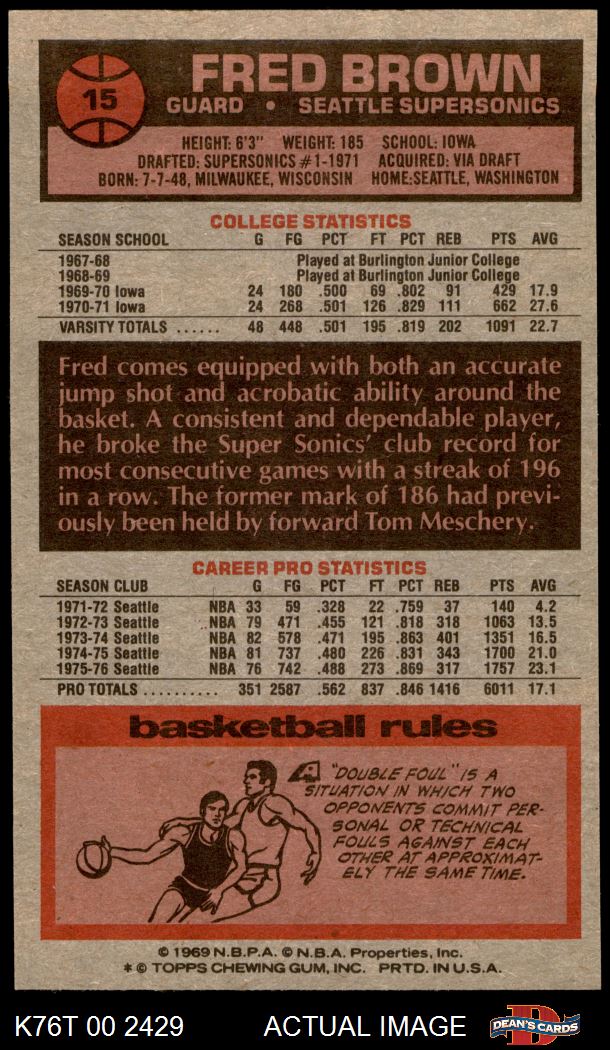 15
FRED BROWN
GUARD • SEATTLE SUPERSONICS
HEIGHT: 6'3" WEIGHT: 185 SCHOOL: IOWA
DRAFTED: SUPERSONICS #1-1971 ACQUIRED: VIA DRAFT
BORN: 7-7-48, MILWAUKEE, WISCONSIN HOME:SEATTLE, WASHINGTON
COLLEGE STATISTICS
SEASON SCHOOL G FG PCT FT PCT REB PTS AVG
1967-68 Played at Burlington Junior College
1968-69 Played at Burlington Junior College
1969-70 Iowa 24 180 .500 69 .802 91 429 17.9
1970-71 Iowa 24 268 .501 126 .829 111 662 27.6
VARSITY TOTALS ...... 48 448 .501 195 .819 202 1091 22.7
Fred comes equipped with both an accurate
jump shot and acrobatic ability around the
basket. A consistent and dependable player,
he broke the Super Sonics' club record for
most consecutive games with a streak of 196
in a row. The former mark of 186 had previ-
ously been held by forward Tom Meschery.
CAREER PRO STATISTICS
SEASON CLUB G FG PCT FT PCT REB PTS AVG
1971-72 Seattle NBA 33 59 .328 22 .759 37 140 4.2
1972-73 Seattle NBA 79 471 .455 121 .818 318 1063 13.5
1973-74 Seattle NBA 82 578 .471 195 .863 401 1351 16.5
1974-75 Seattle NBA 81 737 .480 226 .831 343 1700 21.0
1975-76 Seattle NBA 76 742 .488 273 .869 317 1757 23.1
PRO TOTALS .......... 351 2587 .562 837 .846 1416 6011 17.1
basketball rules
A "DOUBLE FOUL" IS A
SITUATION IN WHICH TWO
OPPONENTS COMMIT PER-
SONAL OR TECHNICAL
FOULS AGAINST EACH
OTHER AT APPROXIMAT-
ELY THE SAME TIME.
© 1969 N.B.P.A. © N.B.A. Properties, Inc.
* © TOPPS CHEWING GUM, INC. PRTD. IN U.S.A.
K76T 00 2429 ACTUAL IMAGE D DEAN'S CARDS